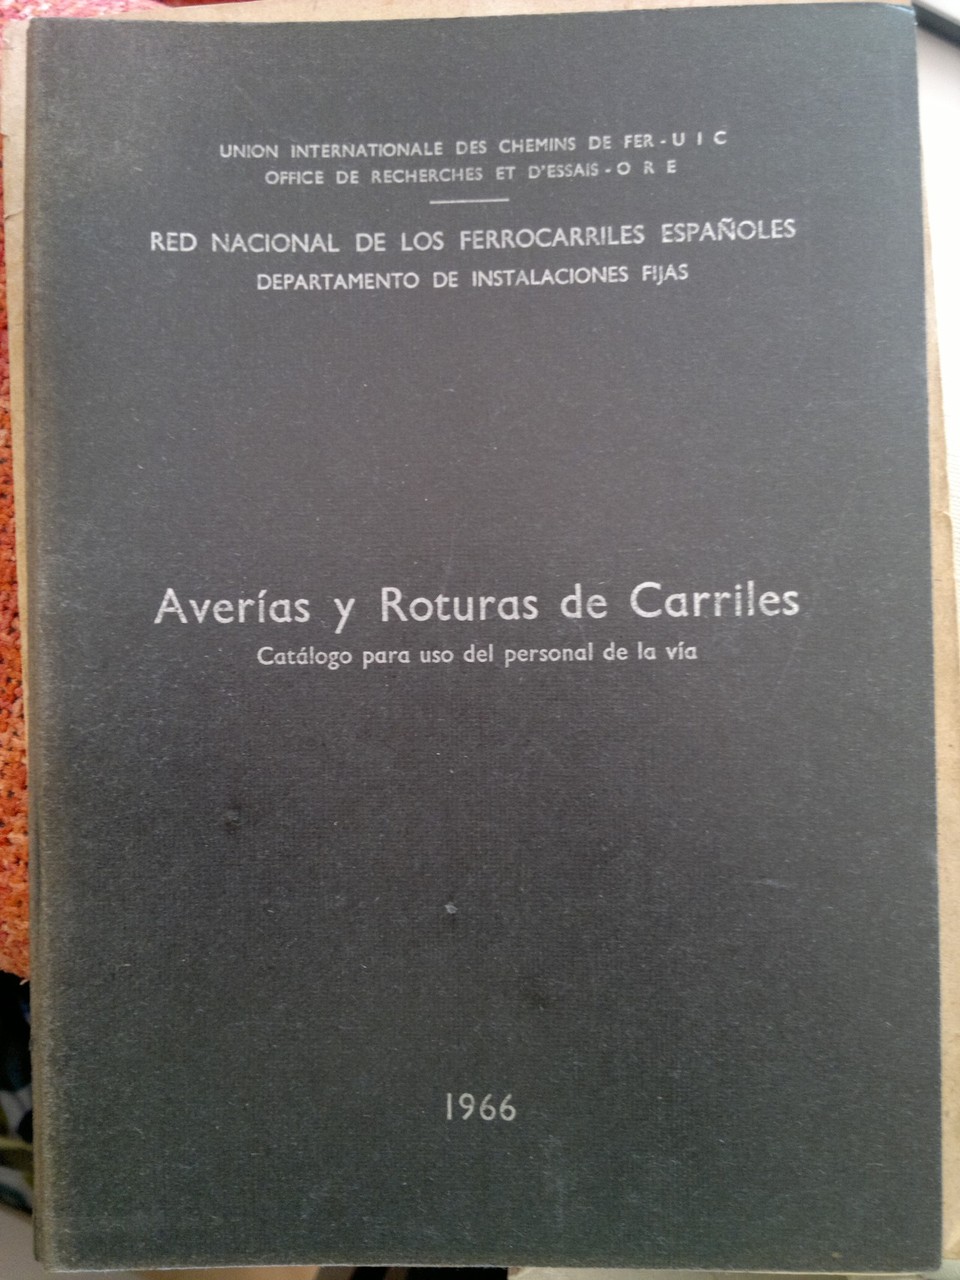 UNION INTERNATIONALE DES CHEMINS DE FER - U I C
OFFICE DE RECHERCHES ET D'ESSAIS - O R E
RED NACIONAL DE LOS FERROCARRILES ESPAÑOLES
DEPARTAMENTO DE INSTALACIONES FIJAS
Averías y Roturas de Carriles
Catálogo para uso del personal de la vía
1966